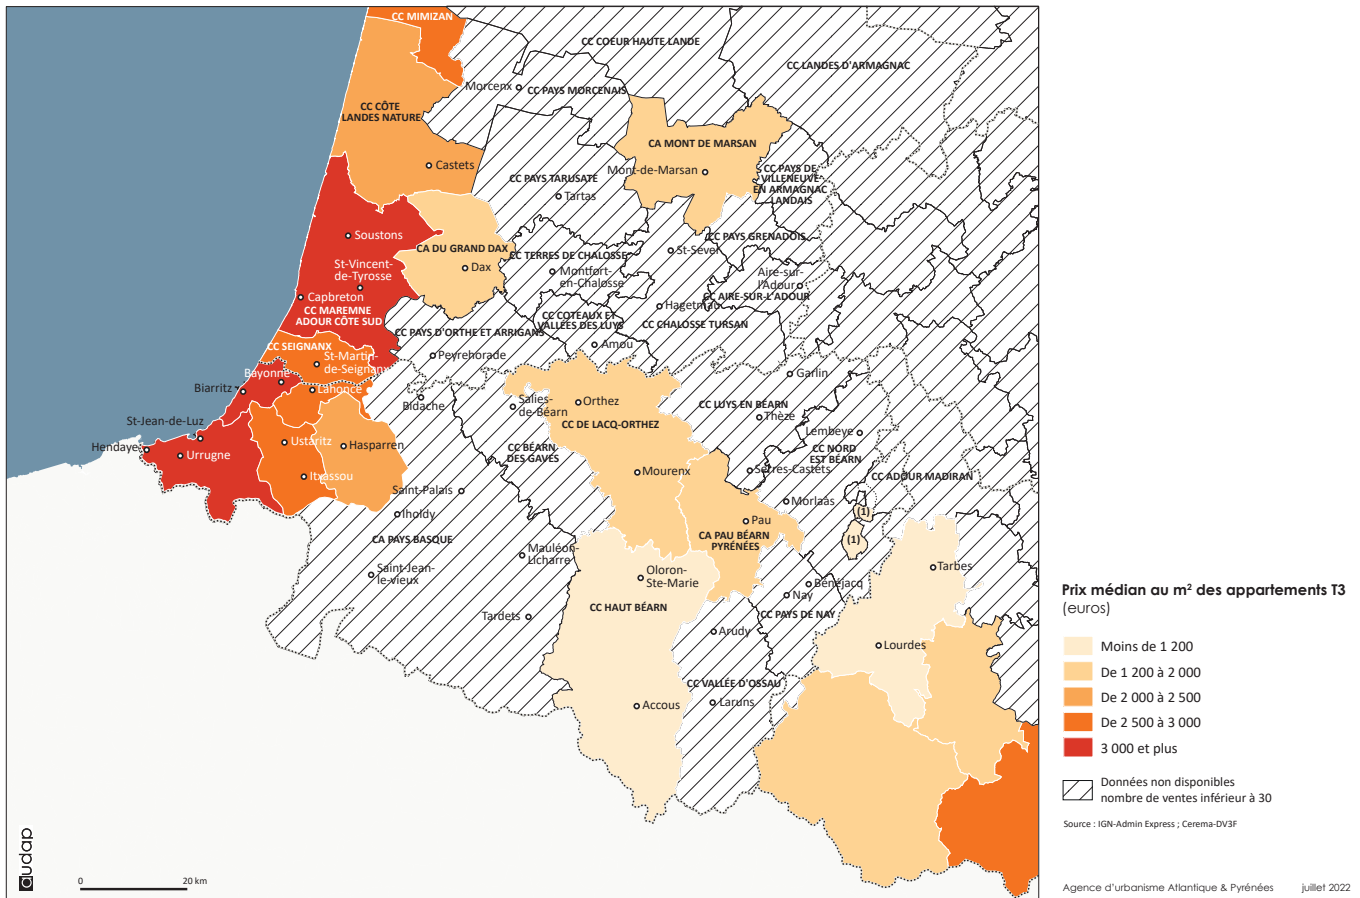 CC MIMIZAN
CC COEUR HAUTE LANDE
CC LANDES D'ARMAGNAC
Morcenx
CC PAYS MORCENAIS
CC CÔTE
LANDES NATURE
CA MONT DE MARSAN
Mont-de-Marsan
Castets
CC PAYS TARUSATE
Tartas
CC PAYS DE
VILLENEUVE
EN ARMAGNAC
LANDAIS
Soustons
CA DU GRAND DAX
Dax
CC TERRES DE CHALOSSE
CC PAYS GRENADOIS
St-Sever
St-Vincent-
de-Tyrosse
Montfort-
en-Chalosse
Aire-sur-
l'Adour
Capbreton
CC MAREMNE
ADOUR CÔTE SUD
Hagetmau
CC AIRE-SUR-L'ADOUR
CC COTEAUX ET
VALLÉES DES LUYS
CC CHALOSSE TURSAN
CC PAYS D'ORTHE ET ARRIGANS
CC SEIGNANX
St-Martin-
de-Seignanx
Peyrehorade
Amou
Bayonne
Garlin
Biarritz
Lahonce
Bidache
Salies-
de-Béarn
Orthez
CC LUYS EN BÉARN
Thèze
St-Jean-de-Luz
CC DE LACQ-ORTHEZ
Lembeye
Hendaye
Urrugne
Ustaritz
Hasparren
CC BÉARN
DES GAVES
CC NORD
EST BÉARN
Itxassou
Mourenx
Serres-Castets
CC ADOUR MADIRAN
Saint-Palais
Morlaàs
Iholdy
(1)
Pau
CA PAYS BASQUE
CA PAU BÉARN
PYRÉNÉES
(1)
Mauléon-
Licharre
Saint-Jean-
le-vieux
Oloron-
Ste-Marie
Tarbes
Bénéjacq
Nay
CC HAUT BÉARN
CC PAYS DE NAY
Tardets
Arudy
Lourdes
CC VALLÉE D'OSSAU
Accous
Laruns
Prix médian au m² des appartements T3
(euros)
Moins de 1 200
De 1 200 à 2 000
De 2 000 à 2 500
De 2 500 à 3 000
3 000 et plus
Données non disponibles
nombre de ventes inférieur à 30
Source : IGN-Admin Express ; Cerema-DV3F
audap
0 20 km
Agence d'urbanisme Atlantique & Pyrénées juillet 2022